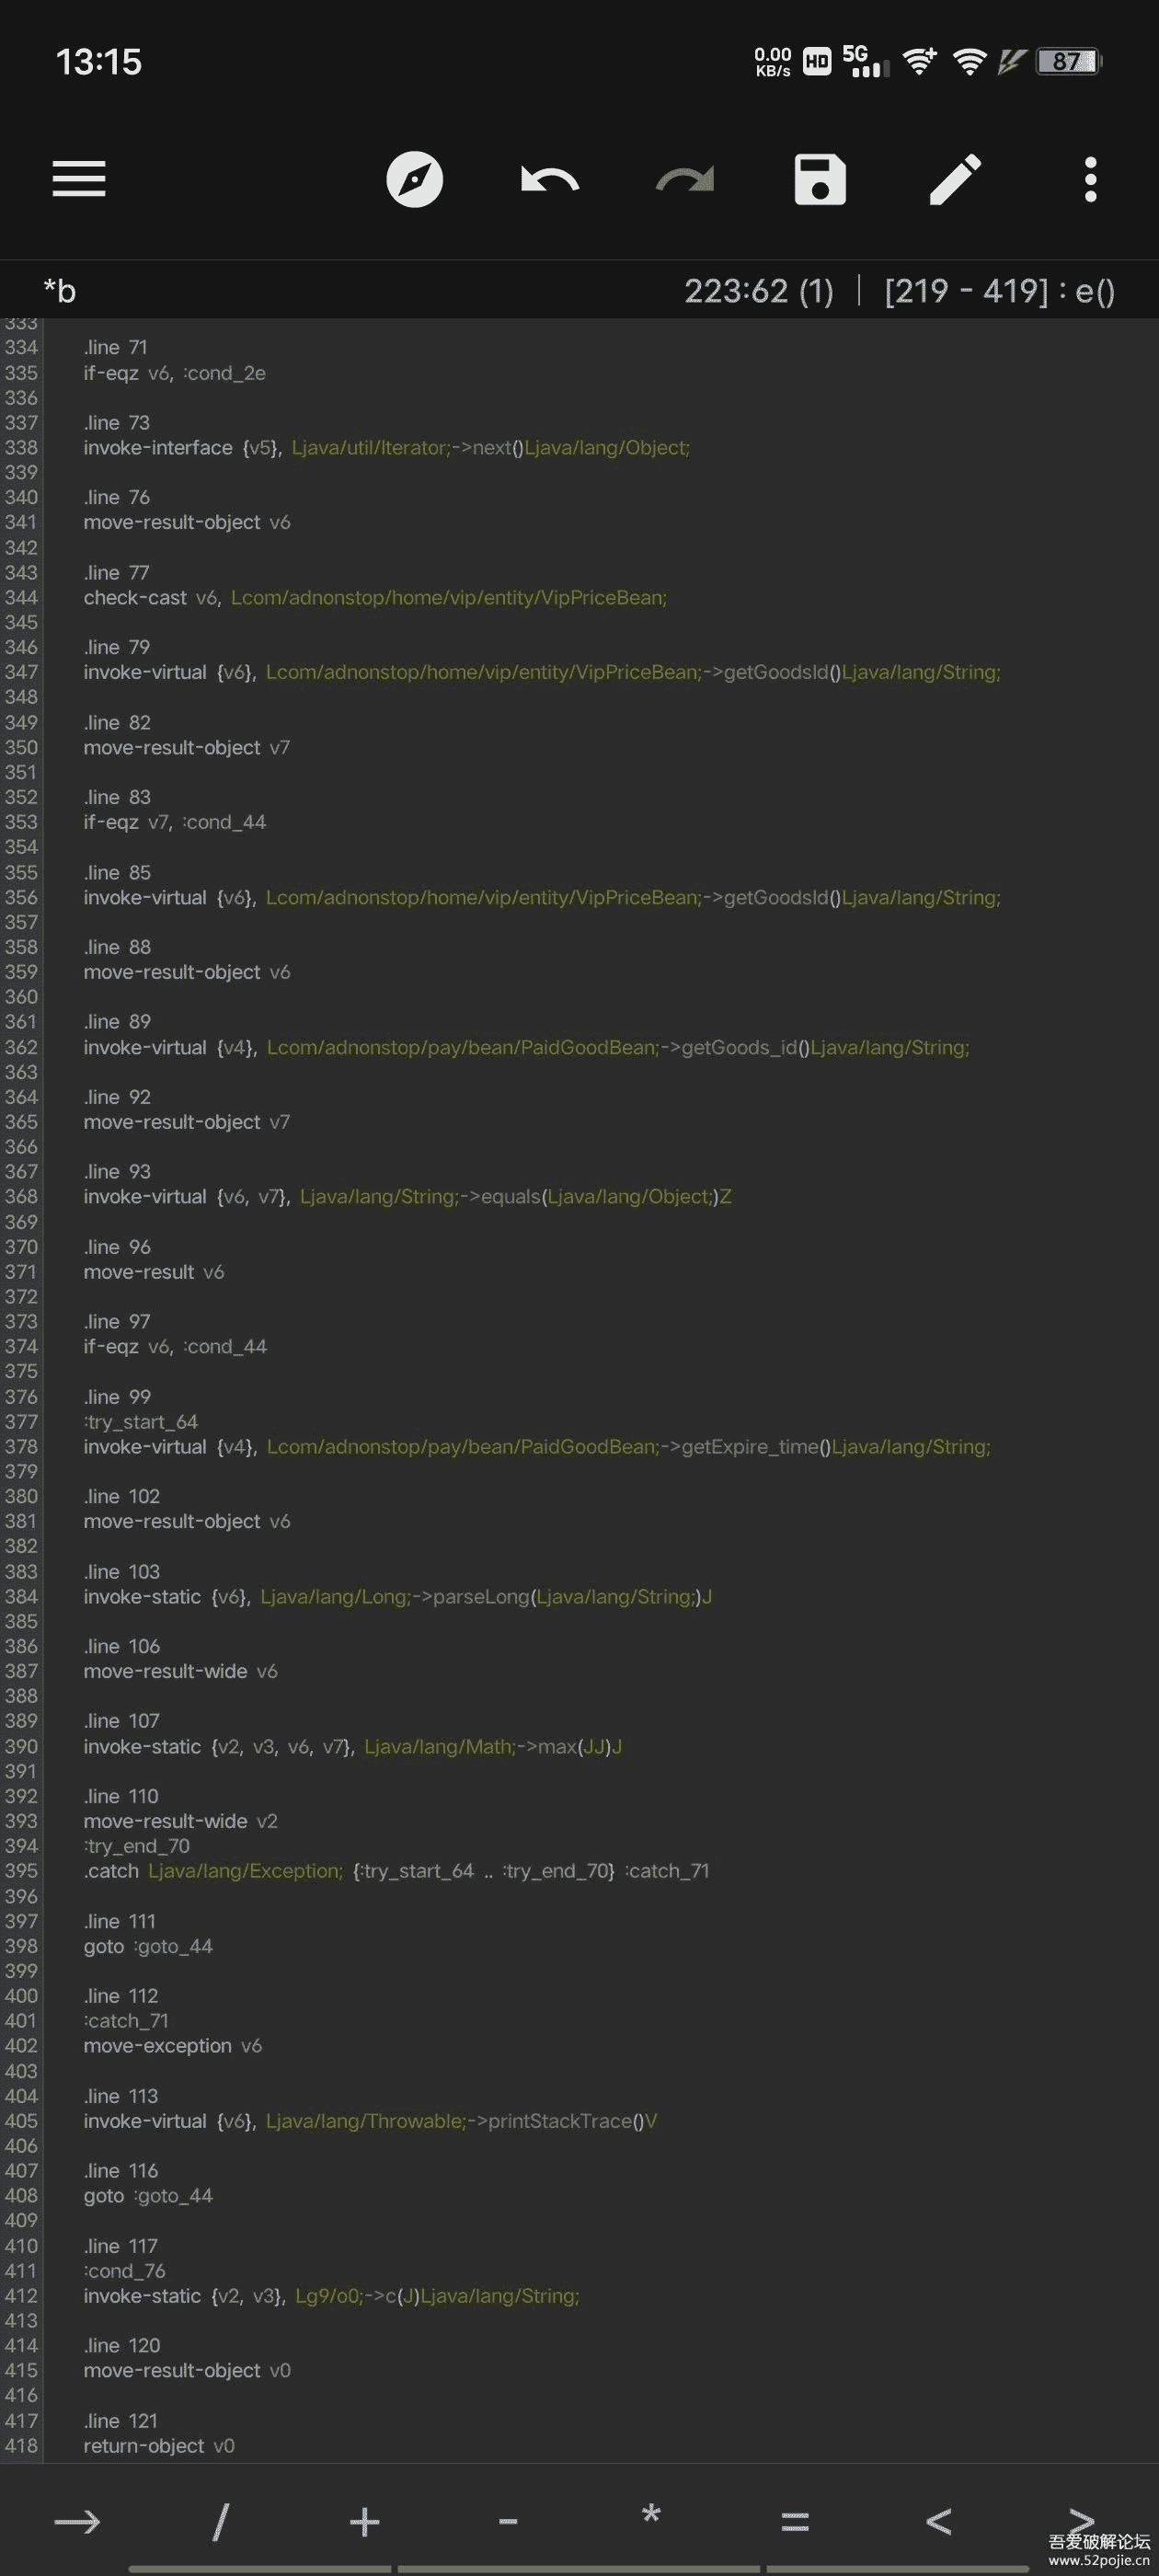 13:15
0.00 KB/s HD 5G 87
*b 223:62 (1) | [219 - 419] : e()
333
334 .line 71
335 if-eqz v6, :cond_2e
336
337 .line 73
338 invoke-interface {v5}, Ljava/util/Iterator;->next()Ljava/lang/Object;
339
340 .line 76
341 move-result-object v6
342
343 .line 77
344 check-cast v6, Lcom/adnonstop/home/vip/entity/VipPriceBean;
345
346 .line 79
347 invoke-virtual {v6}, Lcom/adnonstop/home/vip/entity/VipPriceBean;->getGoodsId()Ljava/lang/String;
348
349 .line 82
350 move-result-object v7
351
352 .line 83
353 if-eqz v7, :cond_44
354
355 .line 85
356 invoke-virtual {v6}, Lcom/adnonstop/home/vip/entity/VipPriceBean;->getGoodsId()Ljava/lang/String;
357
358 .line 88
359 move-result-object v6
360
361 .line 89
362 invoke-virtual {v4}, Lcom/adnonstop/pay/bean/PaidGoodBean;->getGoods_id()Ljava/lang/String;
363
364 .line 92
365 move-result-object v7
366
367 .line 93
368 invoke-virtual {v6, v7}, Ljava/lang/String;->equals(Ljava/lang/Object;)Z
369
370 .line 96
371 move-result v6
372
373 .line 97
374 if-eqz v6, :cond_44
375
376 .line 99
377 :try_start_64
378 invoke-virtual {v4}, Lcom/adnonstop/pay/bean/PaidGoodBean;->getExpire_time()Ljava/lang/String;
379
380 .line 102
381 move-result-object v6
382
383 .line 103
384 invoke-static {v6}, Ljava/lang/Long;->parseLong(Ljava/lang/String;)J
385
386 .line 106
387 move-result-wide v6
388
389 .line 107
390 invoke-static {v2, v3, v6, v7}, Ljava/lang/Math;->max(JJ)J
391
392 .line 110
393 move-result-wide v2
394 :try_end_70
395 .catch Ljava/lang/Exception; {:try_start_64 .. :try_end_70} :catch_71
396
397 .line 111
398 goto :goto_44
399
400 .line 112
401 :catch_71
402 move-exception v6
403
404 .line 113
405 invoke-virtual {v6}, Ljava/lang/Throwable;->printStackTrace()V
406
407 .line 116
408 goto :goto_44
409
410 .line 117
411 :cond_76
412 invoke-static {v2, v3}, Lg9/o0;->c(J)Ljava/lang/String;
413
414 .line 120
415 move-result-object v0
416
417 .line 121
418 return-object v0
→ / + - * = < >
吾爱破解论坛
www.52pojie.cn